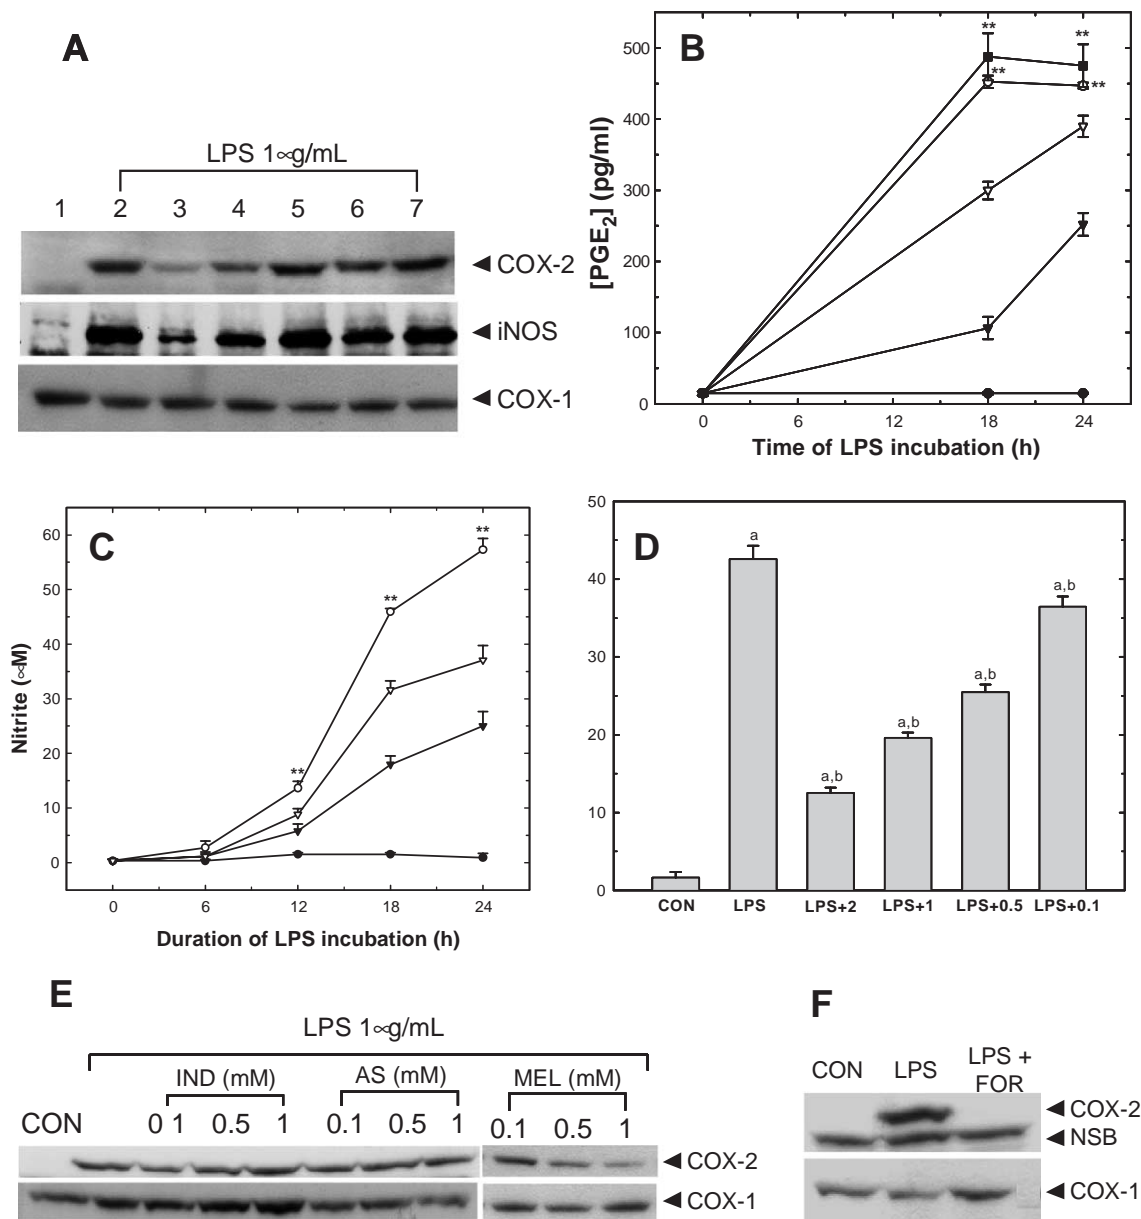 A
LPS 1∝g/mL
1 2 3 4 5 6 7
COX-2
iNOS
COX-1
B
[PGE2] (pg/ml)
500
400
300
200
100
0
** **
**
**
0 6 12 18 24
Time of LPS incubation (h)
C
Nitrite (∝M)
60
50
40
30
20
10
0
**
**
**
0 6 12 18 24
Duration of LPS incubation (h)
D
50
40
30
20
10
0
a
a,b
a,b
a,b
a,b
CON LPS LPS+2 LPS+1 LPS+0.5 LPS+0.1
E
LPS 1∝g/mL
IND (mM) AS (mM) MEL (mM)
CON 0 1 0.5 1 0.1 0.5 1 0.1 0.5 1
COX-2
COX-1
F
CON LPS LPS +
FOR
COX-2
NSB
COX-1